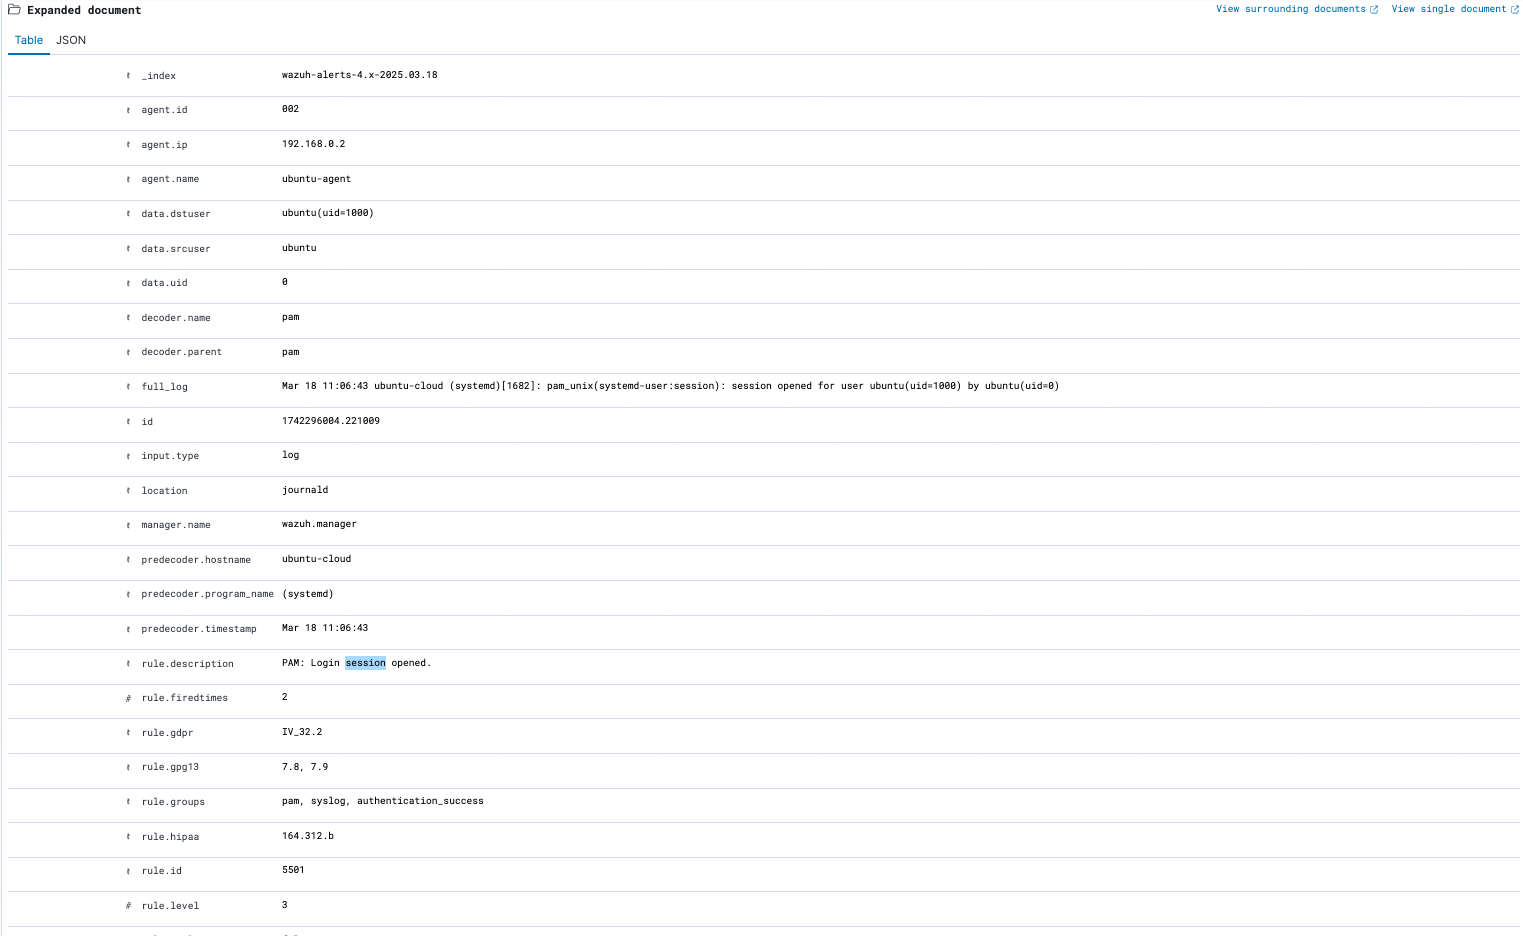 Expanded document View surrounding documents View single document
Table JSON
t _index wazuh-alerts-4.x-2025.03.18
t agent.id 002
t agent.ip 192.168.0.2
t agent.name ubuntu-agent
t data.dstuser ubuntu(uid=1000)
t data.srcuser ubuntu
t data.uid 0
t decoder.name pam
t decoder.parent pam
t full_log Mar 18 11:06:43 ubuntu-cloud (systemd)[1682]: pam_unix(systemd-user:session): session opened for user ubuntu(uid=1000) by ubuntu(uid=0)
t id 1742296004.221009
t input.type log
t location journald
t manager.name wazuh.manager
t predecoder.hostname ubuntu-cloud
t predecoder.program_name (systemd)
t predecoder.timestamp Mar 18 11:06:43
t rule.description PAM: Login session opened.
# rule.firedtimes 2
t rule.gdpr IV_32.2
t rule.gpg13 7.8, 7.9
t rule.groups pam, syslog, authentication_success
t rule.hipaa 164.312.b
t rule.id 5501
# rule.level 3